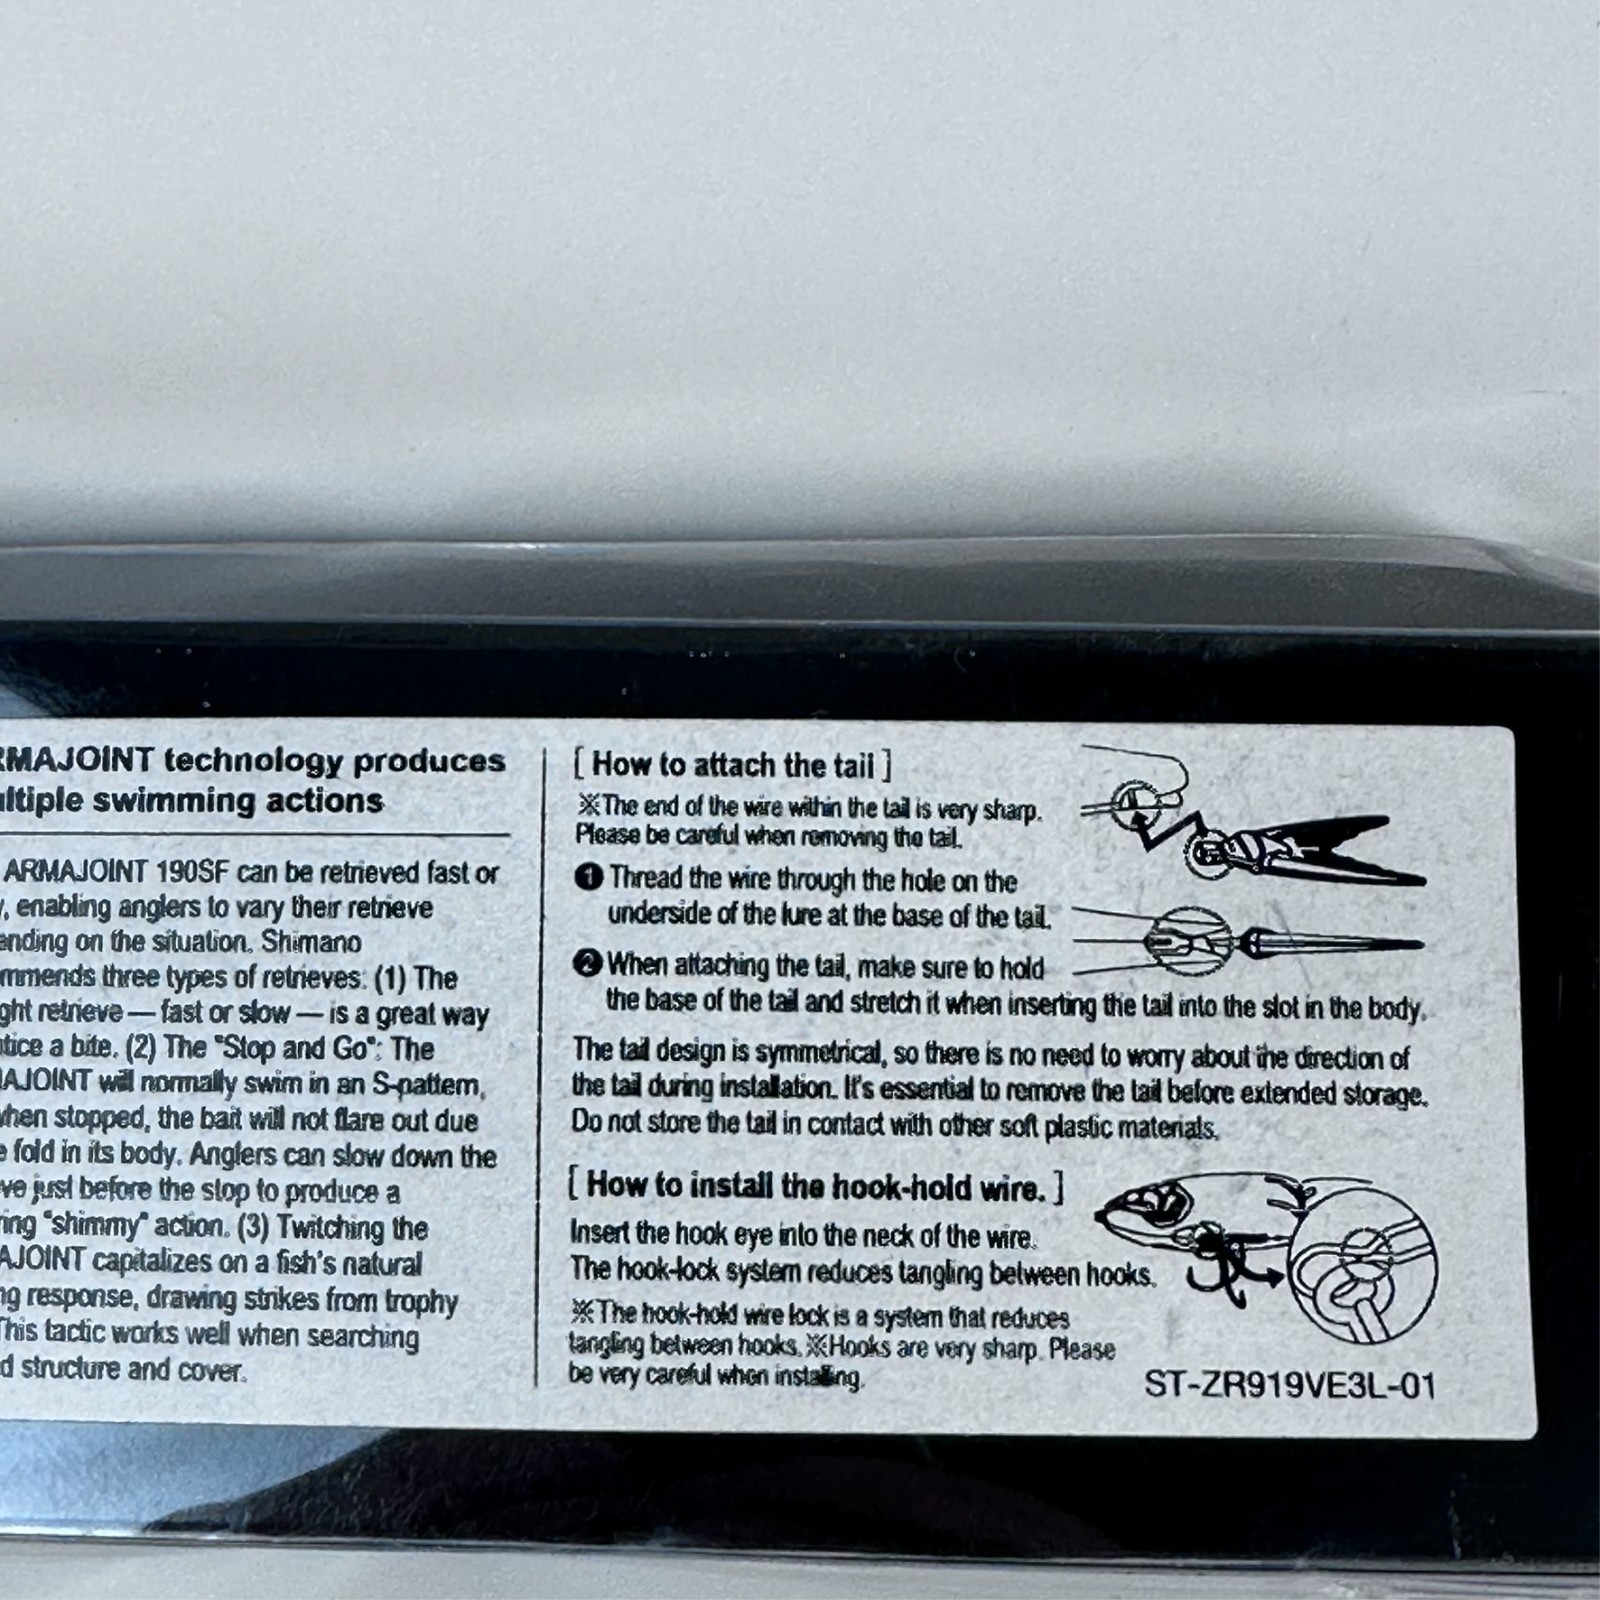 RMAJOINT technology produces
ltiple swimming actions
ARMAJOINT 190SF can be retrieved fast or
, enabling anglers to vary their retrieve
ending on the situation. Shimano
mmends three types of retrieves: (1) The
ght retrieve — fast or slow — is a great way
tice a bite. (2) The "Stop and Go": The
AJOINT will normally swim in an S-pattern,
when stopped, the bait will not flare out due
e fold in its body. Anglers can slow down the
ve just before the stop to produce a
ring "shimmy" action. (3) Twitching the
AJOINT capitalizes on a fish's natural
ng response, drawing strikes from trophy
This tactic works well when searching
d structure and cover.
[ How to attach the tail ]
※The end of the wire within the tail is very sharp.
Please be careful when removing the tail.
❶ Thread the wire through the hole on the
underside of the lure at the base of the tail.
❷ When attaching the tail, make sure to hold
the base of the tail and stretch it when inserting the tail into the slot in the body.
The tail design is symmetrical, so there is no need to worry about the direction of
the tail during installation. It's essential to remove the tail before extended storage.
Do not store the tail in contact with other soft plastic materials.
[ How to install the hook-hold wire. ]
Insert the hook eye into the neck of the wire.
The hook-lock system reduces tangling between hooks.
※The hook-hold wire lock is a system that reduces
tangling between hooks.※Hooks are very sharp. Please
be very careful when installing.
ST-ZR919VE3L-01